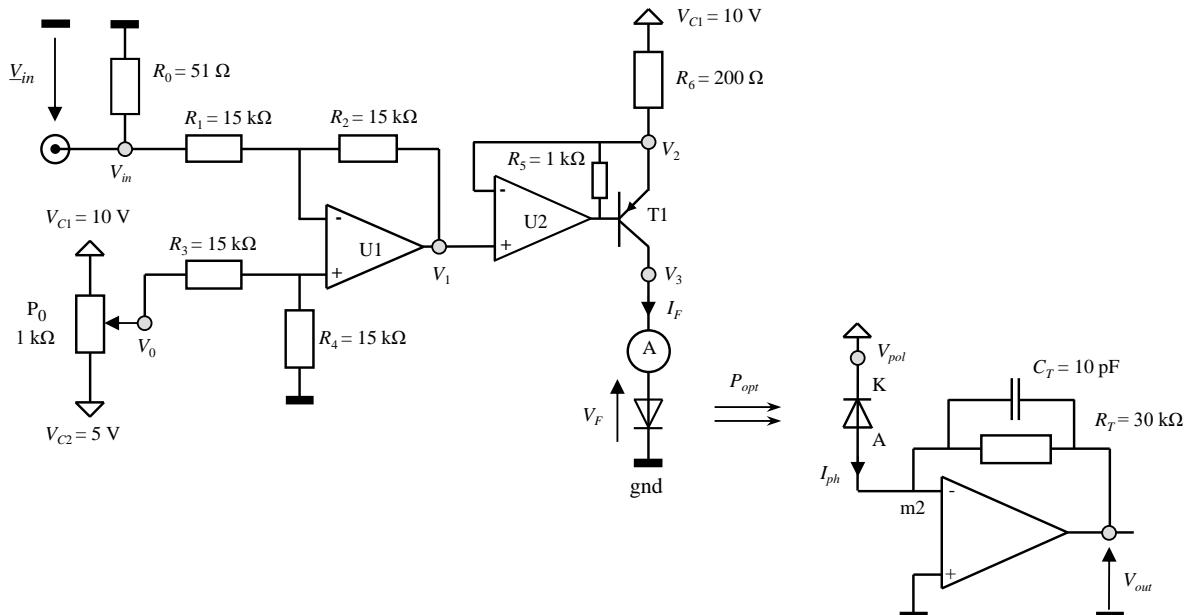 V_in
R_0 = 51 Ω
R_1 = 15 kΩ
R_2 = 15 kΩ
V_in
V_C1 = 10 V
R_6 = 200 Ω
V_2
R_5 = 1 kΩ
-
+
U2
T1
V_C1 = 10 V
R_3 = 15 kΩ
-
+
U1
V_1
V_3
P_0
1 kΩ
V_0
R_4 = 15 kΩ
V_C2 = 5 V
I_F
A
V_F
gnd
P_opt
V_pol
K
A
I_ph
C_T = 10 pF
R_T = 30 kΩ
m2
-
+
V_out